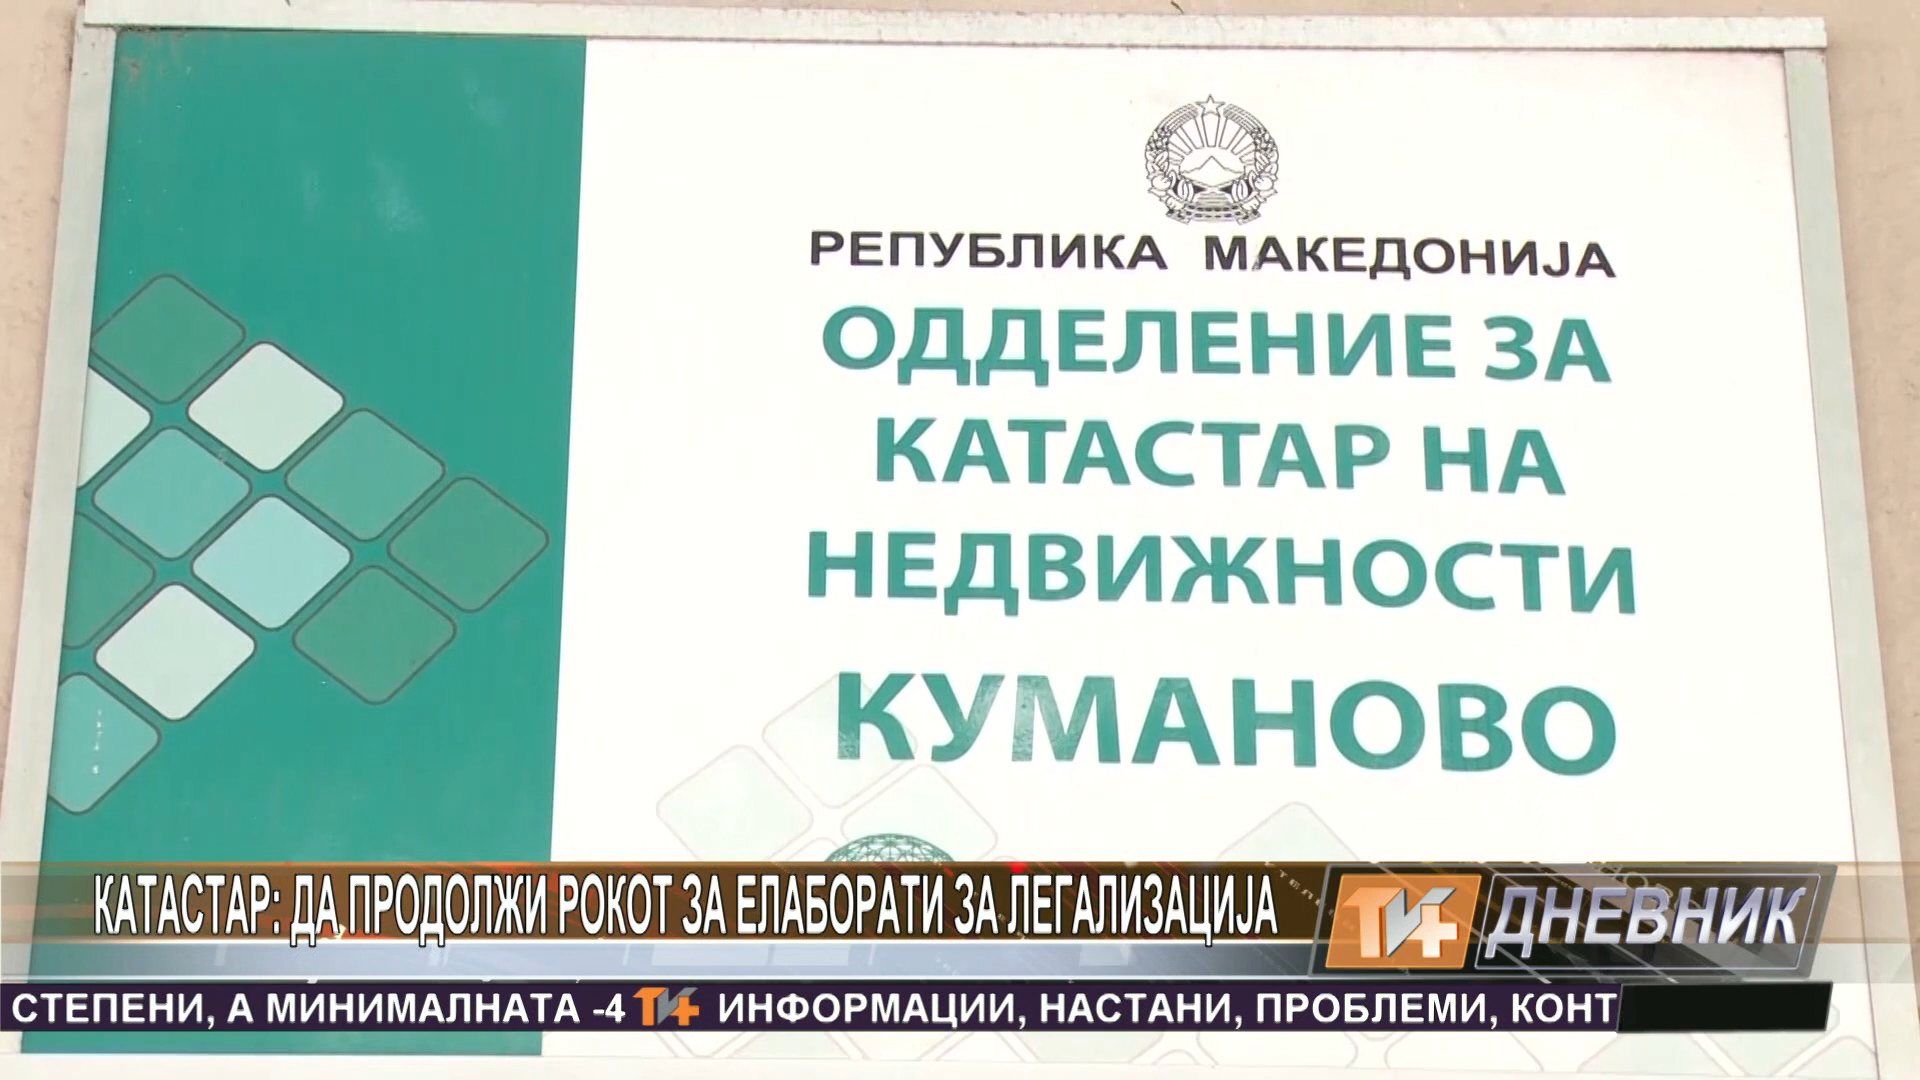 РЕПУБЛИКА МАКЕДОНИЈА
ОДДЕЛЕНИЕ ЗА
КАТАСТАР НА
НЕДВИЖНОСТИ
КУМАНОВО
КАТАСТАР: ДА ПРОДОЛЖИ РОКОТ ЗА ЕЛАБОРАТИ ЗА ЛЕГАЛИЗАЦИЈА
ДНЕВНИК
СТЕПЕНИ, А МИНИМАЛНАТА -4 ИНФОРМАЦИИ, НАСТАНИ, ПРОБЛЕМИ, КОНТ